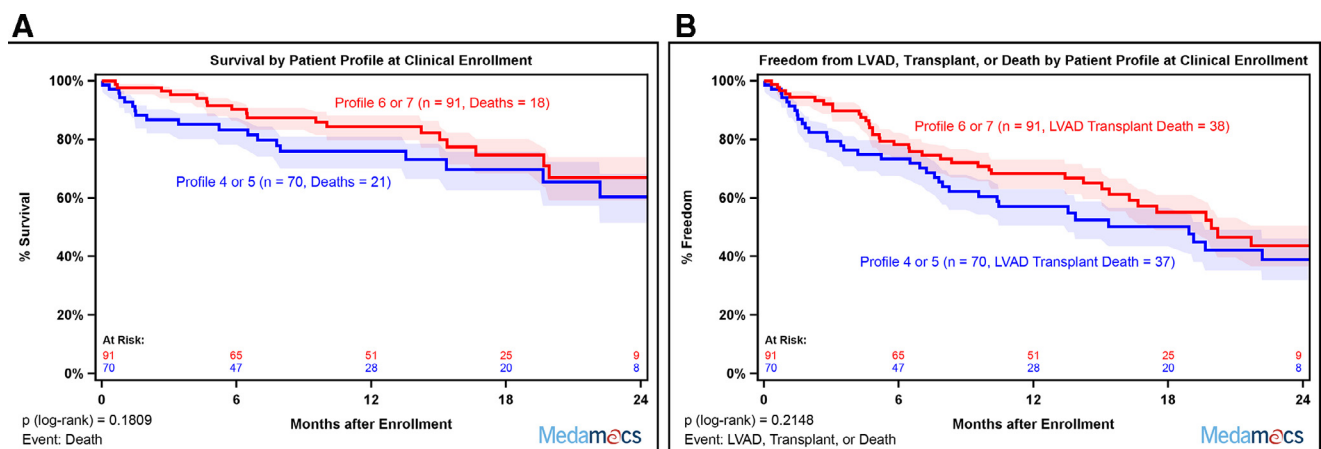 A
Survival by Patient Profile at Clinical Enrollment
100%
80%
60%
40%
20%
0%
% Survival
Profile 6 or 7 (n = 91, Deaths = 18)
Profile 4 or 5 (n = 70, Deaths = 21)
At Risk:
91 65 51 25 9
70 47 28 20 8
0 6 12 18 24
Months after Enrollment
p (log-rank) = 0.1809
Event: Death
Medamacs
B
Freedom from LVAD, Transplant, or Death by Patient Profile at Clinical Enrollment
100%
80%
60%
40%
20%
0%
% Freedom
Profile 6 or 7 (n = 91, LVAD Transplant Death = 38)
Profile 4 or 5 (n = 70, LVAD Transplant Death = 37)
At Risk:
91 65 51 25 9
70 47 28 20 8
0 6 12 18 24
Months after Enrollment
p (log-rank) = 0.2148
Event: LVAD, Transplant, or Death
Medamacs